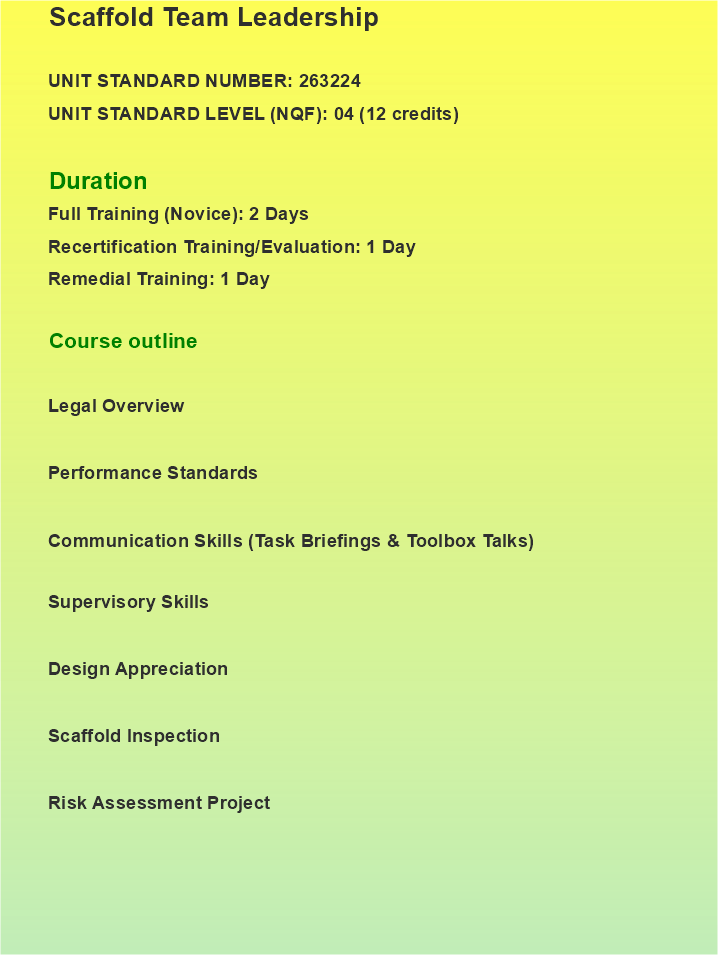 Scaffold Team Leadership
UNIT STANDARD NUMBER: 263224
UNIT STANDARD LEVEL (NQF): 04 (12 credits)
Duration
Full Training (Novice): 2 Days
Recertification Training/Evaluation: 1 Day
Remedial Training: 1 Day
Course outline
Legal Overview
Performance Standards
Communication Skills (Task Briefings & Toolbox Talks)
Supervisory Skills
Design Appreciation
Scaffold Inspection
Risk Assessment Project